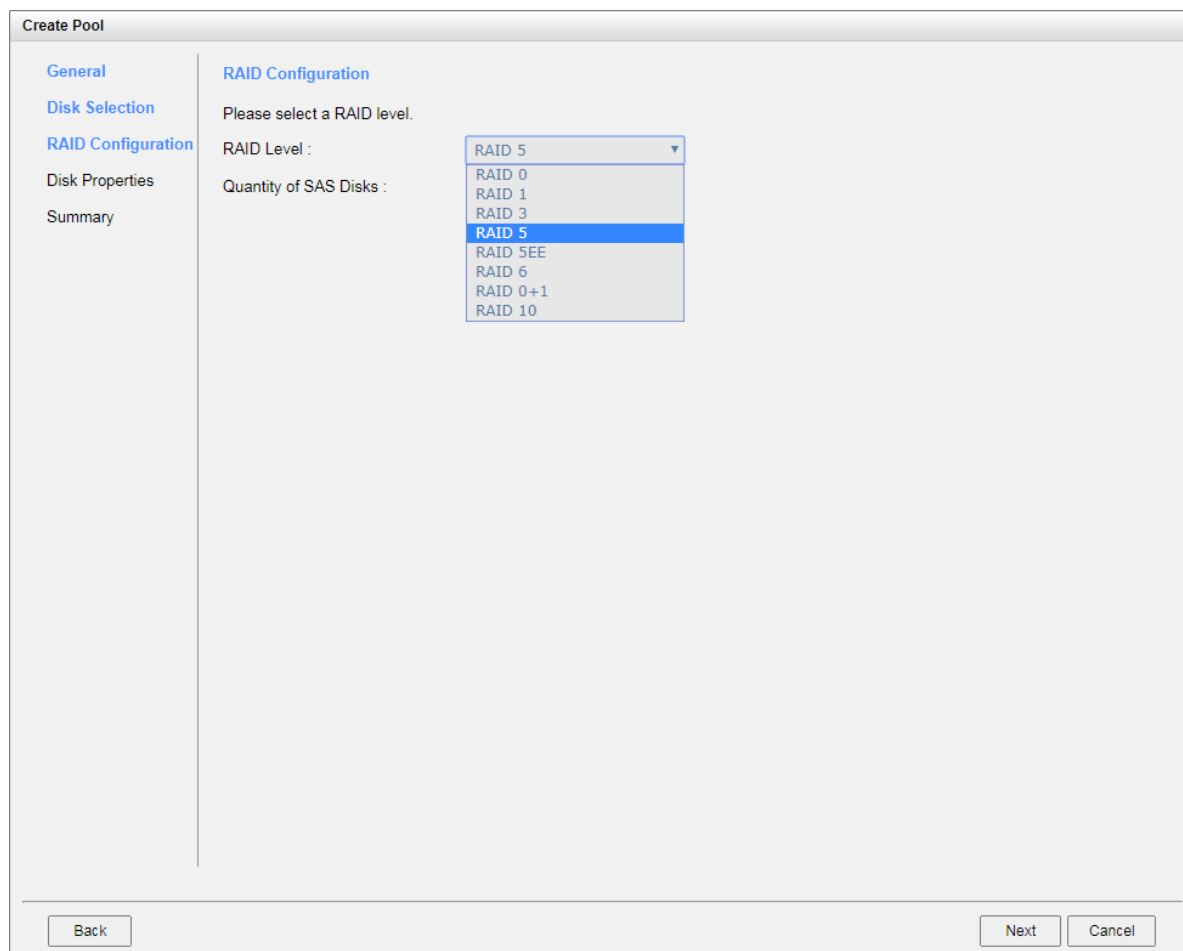 Create Pool
General
Disk Selection
RAID Configuration
Disk Properties
Summary
RAID Configuration
Please select a RAID level.
RAID Level :
RAID 5
Quantity of SAS Disks :
RAID 0
RAID 1
RAID 3
RAID 5
RAID 5EE
RAID 6
RAID 0+1
RAID 10
Back
Next
Cancel